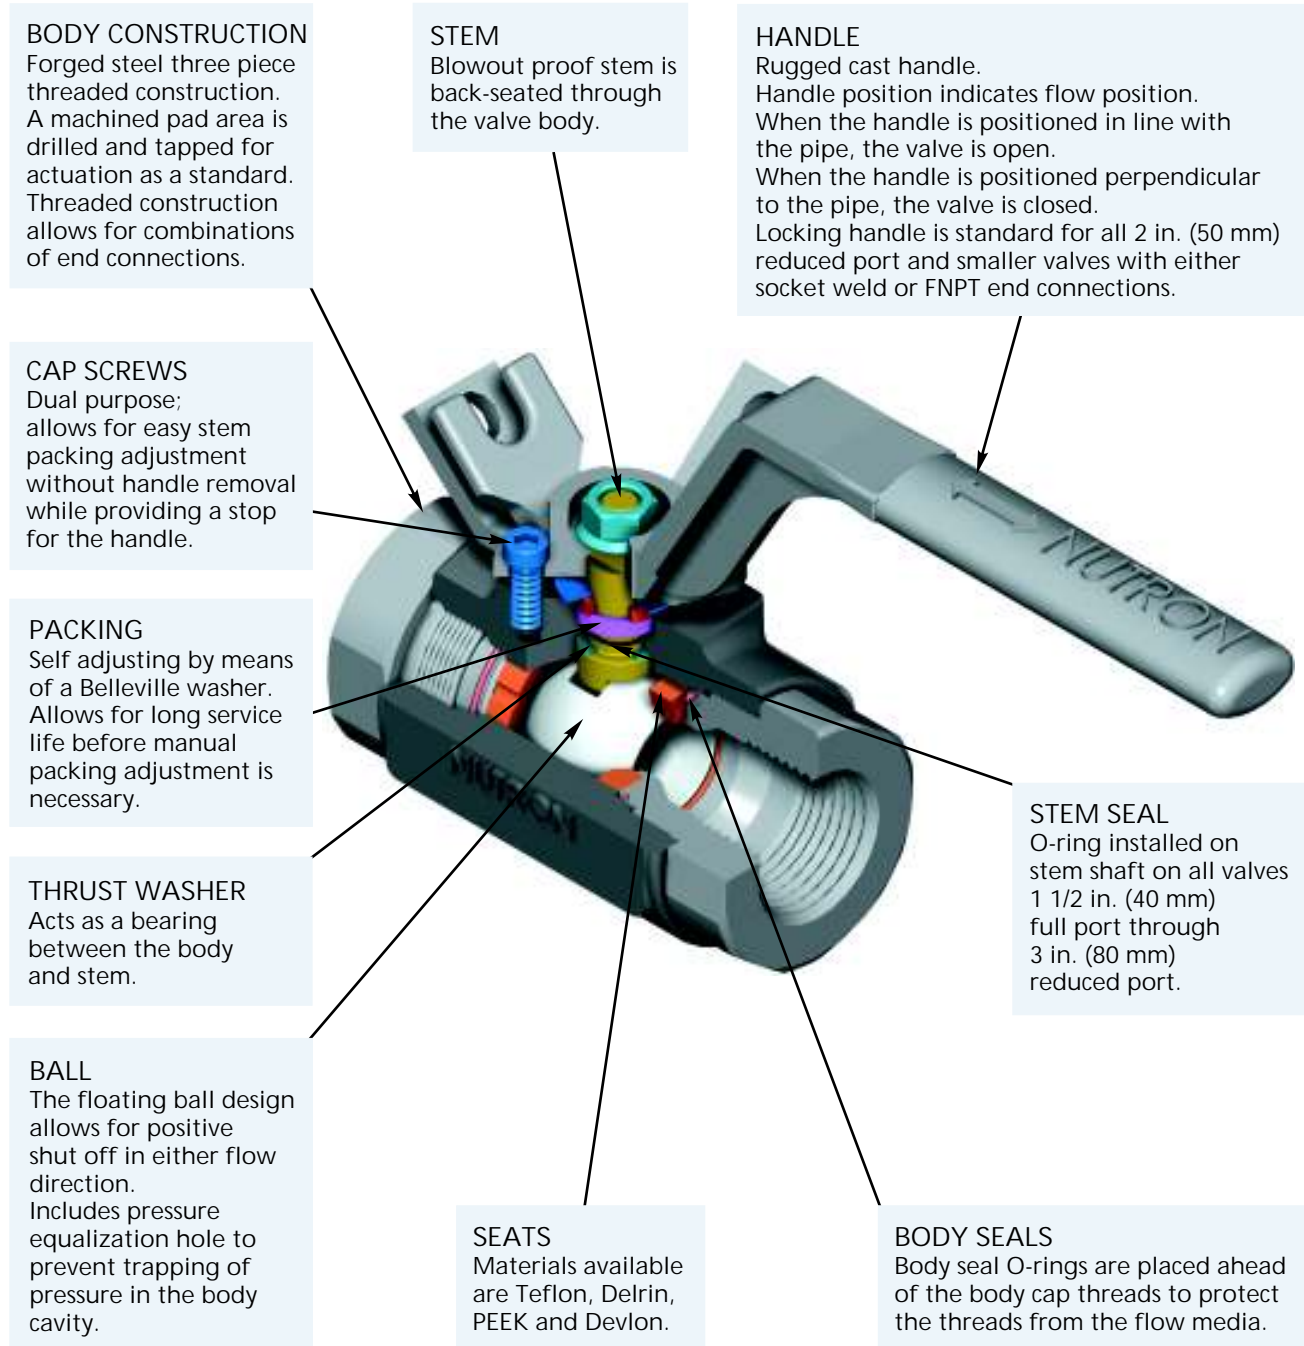 BODY CONSTRUCTION
Forged steel three piece
threaded construction.
A machined pad area is
drilled and tapped for
actuation as a standard.
Threaded construction
allows for combinations
of end connections.
STEM
Blowout proof stem is
back-seated through
the valve body.
HANDLE
Rugged cast handle.
Handle position indicates flow position.
When the handle is positioned in line with
the pipe, the valve is open.
When the handle is positioned perpendicular
to the pipe, the valve is closed.
Locking handle is standard for all 2 in. (50 mm)
reduced port and smaller valves with either
socket weld or FNPT end connections.
CAP SCREWS
Dual purpose;
allows for easy stem
packing adjustment
without handle removal
while providing a stop
for the handle.
NUTRON
PACKING
Self adjusting by means
of a Belleville washer.
Allows for long service
life before manual
packing adjustment is
necessary.
NUTRON
STEM SEAL
O-ring installed on
stem shaft on all valves
1 1/2 in. (40 mm)
full port through
3 in. (80 mm)
reduced port.
THRUST WASHER
Acts as a bearing
between the body
and stem.
BALL
The floating ball design
allows for positive
shut off in either flow
direction.
Includes pressure
equalization hole to
prevent trapping of
pressure in the body
cavity.
SEATS
Materials available
are Teflon, Delrin,
PEEK and Devlon.
BODY SEALS
Body seal O-rings are placed ahead
of the body cap threads to protect
the threads from the flow media.